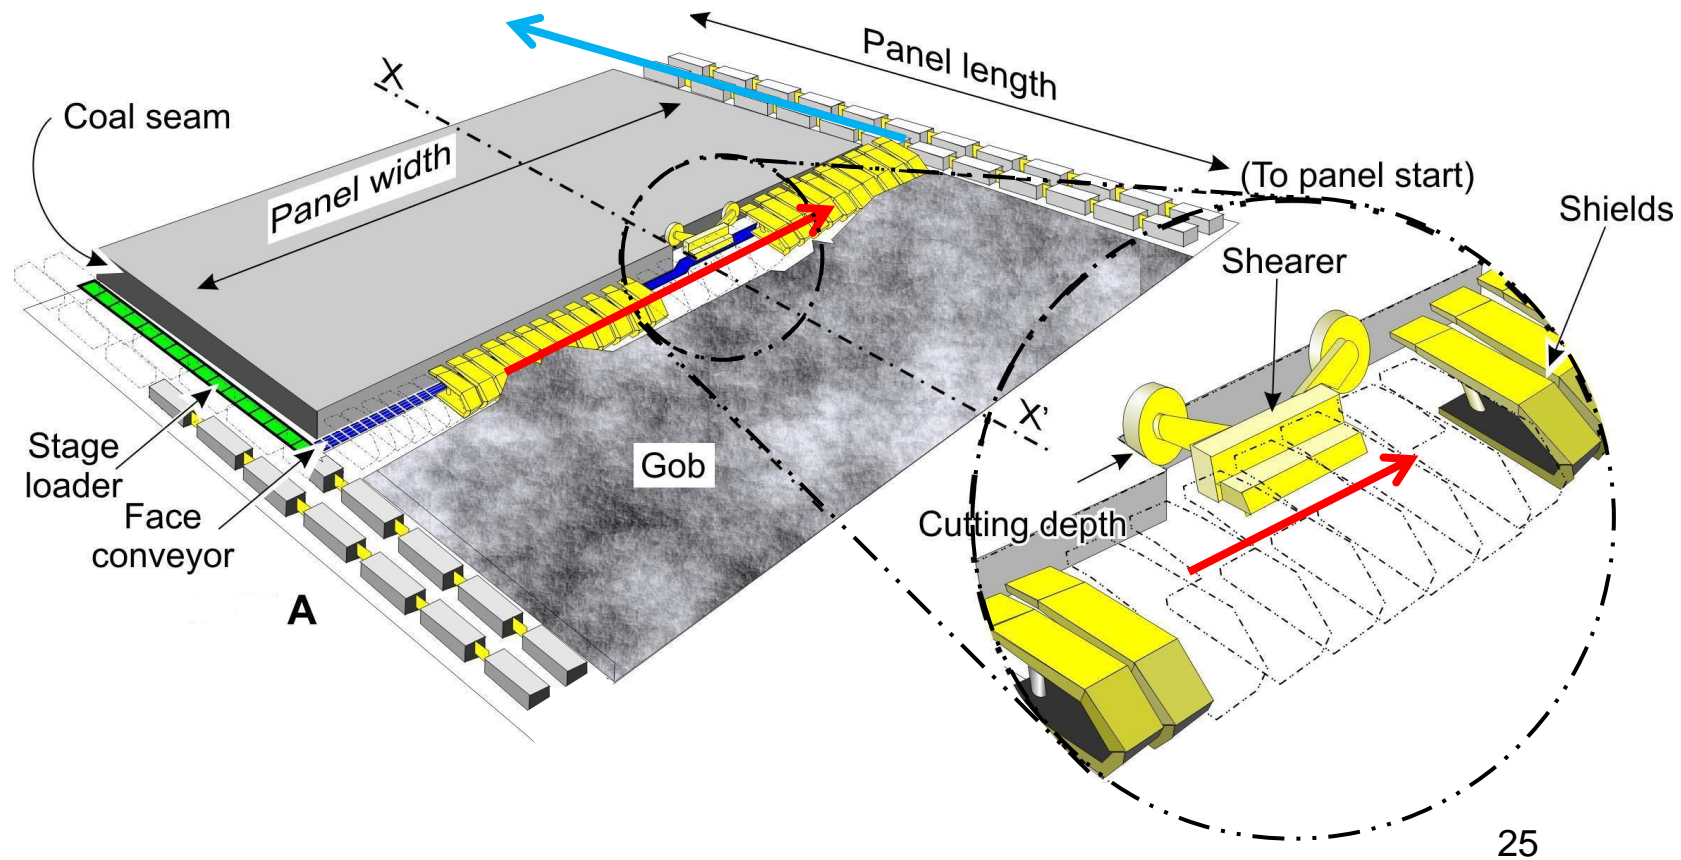 Panel length
X
Coal seam
Panel width
(To panel start)
Shields
Shearer
X'
Stage
loader
Gob
Face
conveyor
Cutting depth
A
25